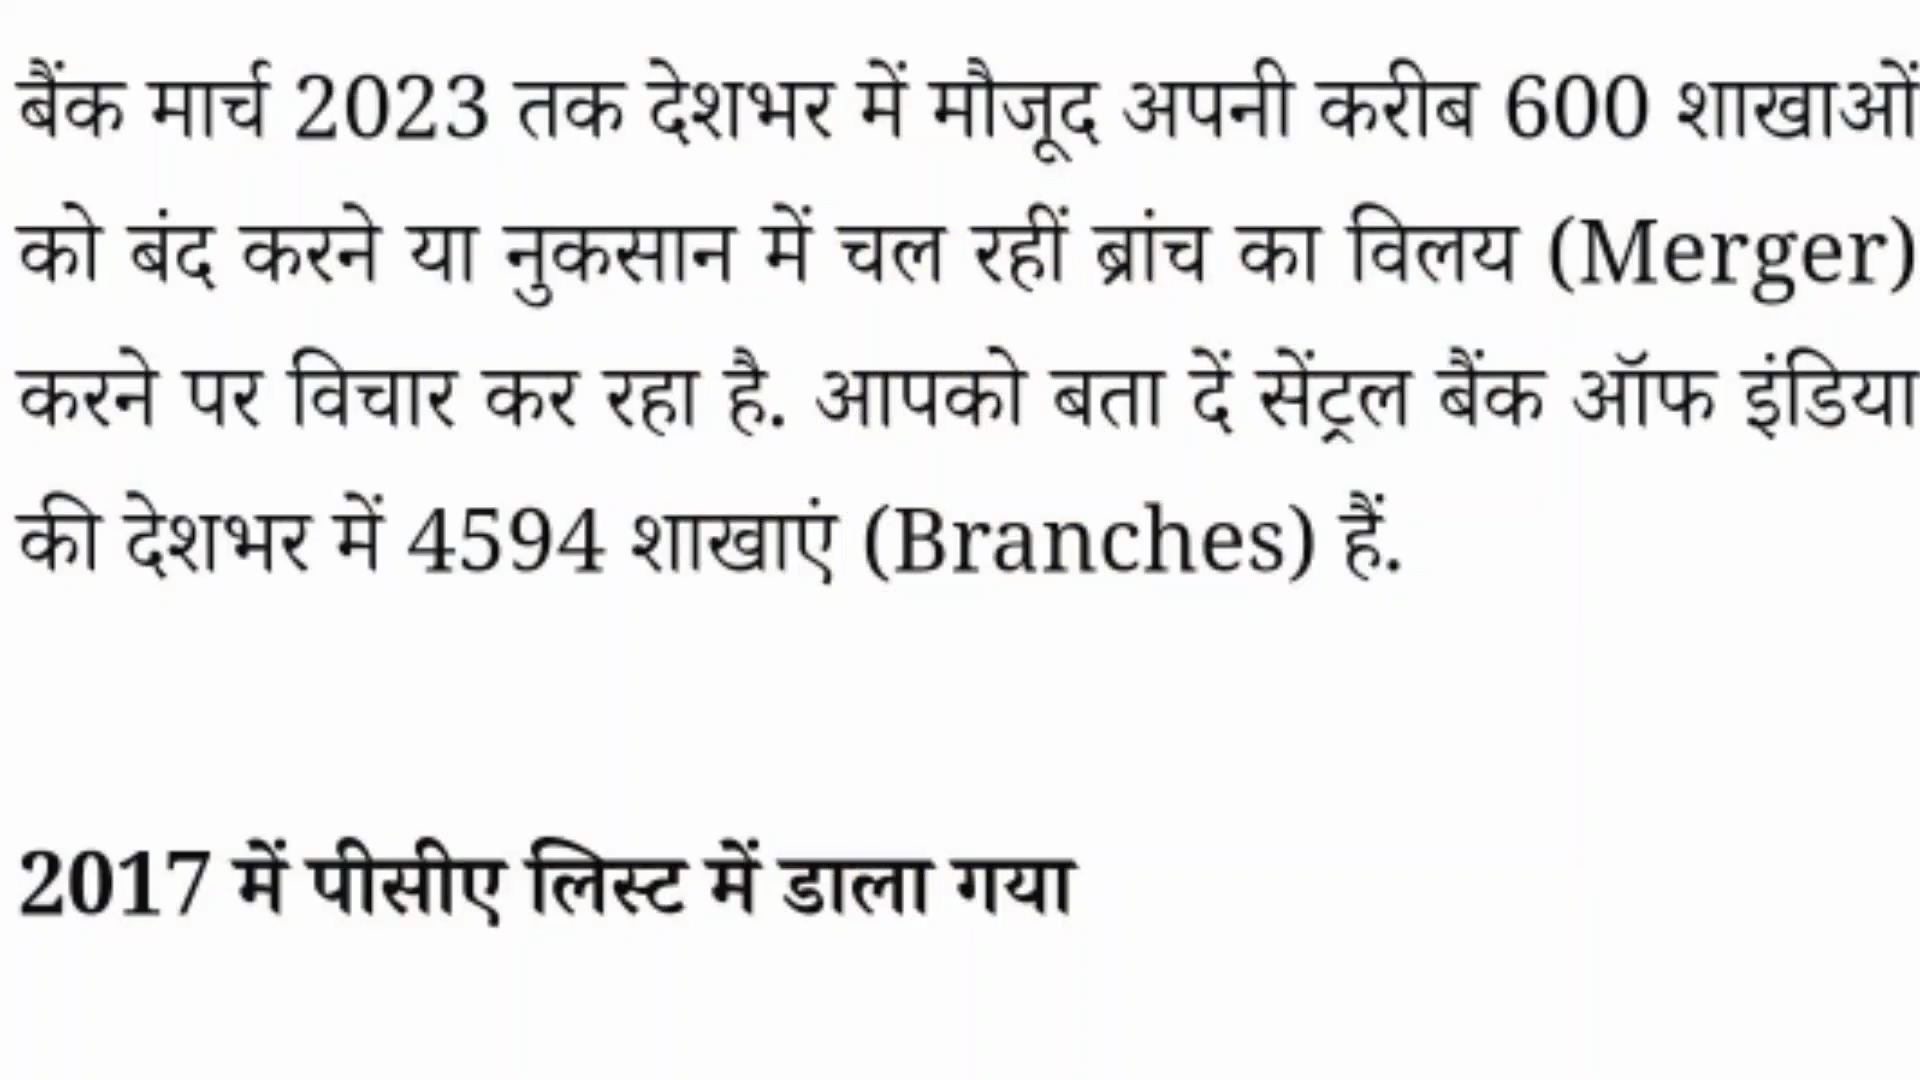 बैंक मार्च 2023 तक देशभर में मौजूद अपनी करीब 600 शाखाओं
को बंद करने या नुकसान में चल रहीं ब्रांच का विलय (Merger)
करने पर विचार कर रहा है. आपको बता दें सेंट्रल बैंक ऑफ इंडिया
की देशभर में 4594 शाखाएं (Branches) हैं.
2017 में पीसीए लिस्ट में डाला गया